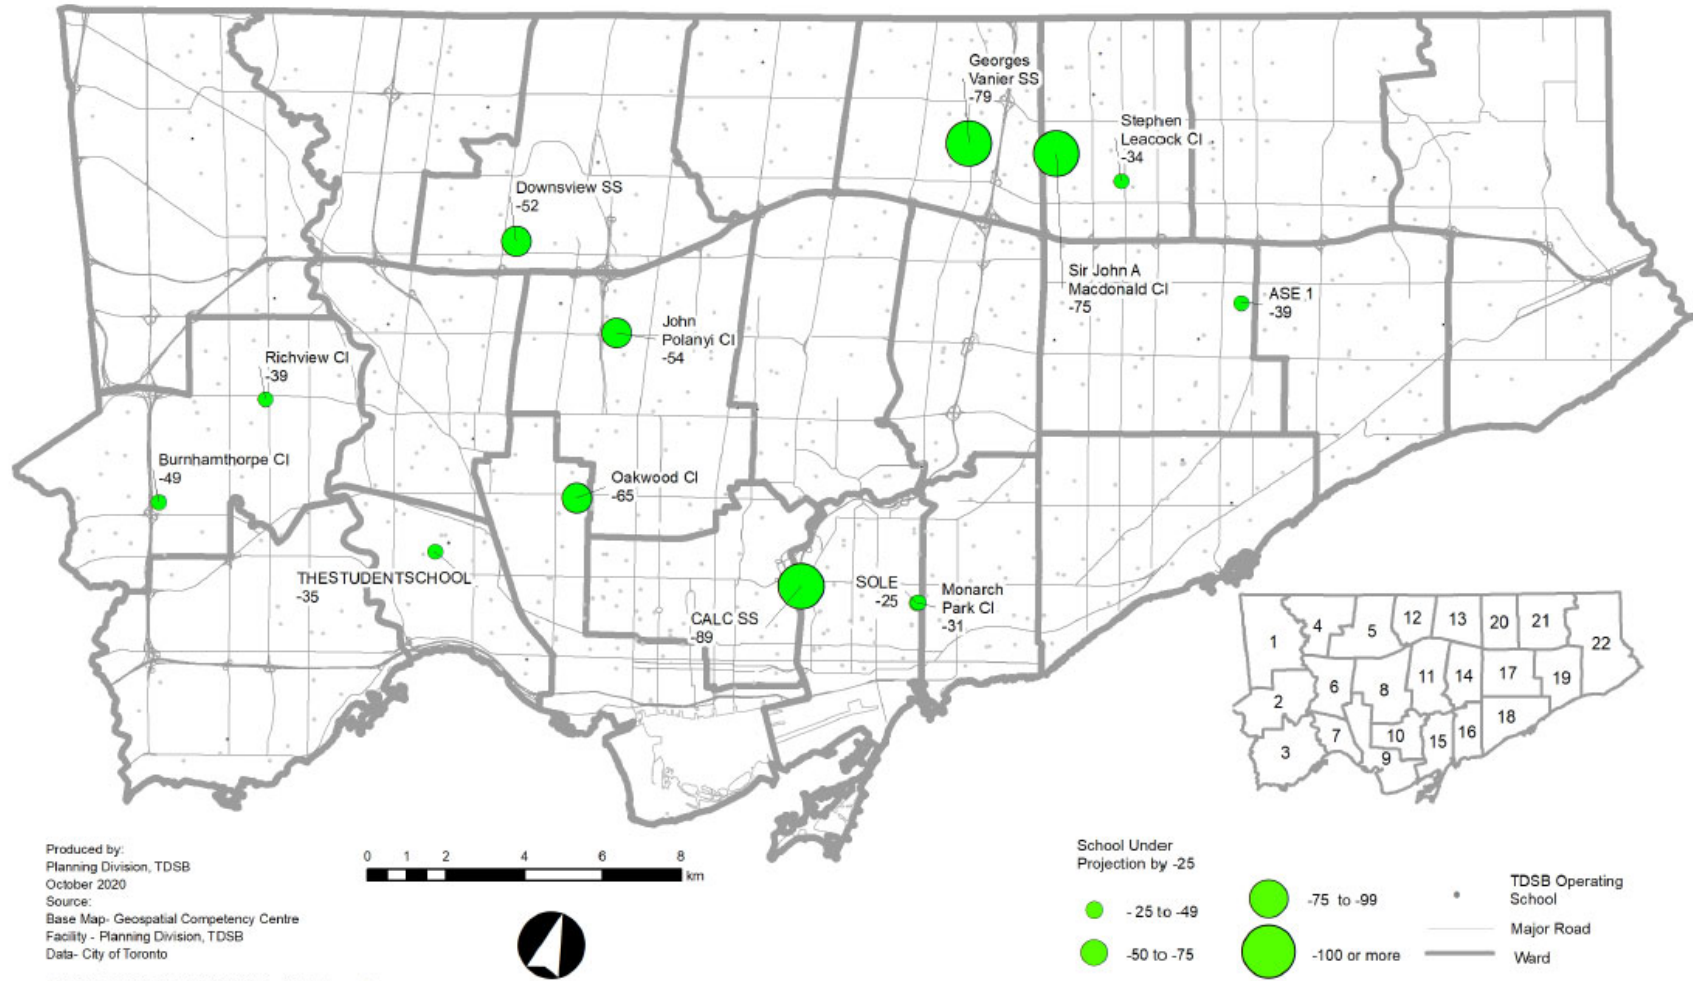 Georges
Vanier SS
-79
Stephen
Leacock CI
-34
Downsview SS
-52
Sir John A
Macdonald CI
-75
ASE 1
-39
John
Polanyi CI
-54
Richview CI
-39
Burnhamthorpe CI
-49
Oakwood CI
-65
THESTUDENTSCHOOL
-35
CALC SS
-89
SOLE
-25
Monarch
Park CI
-31
1
4
5
12
13
20
21
22
2
6
8
11
14
17
19
3
7
10
9
15
16
18
Produced by:
Planning Division, TDSB
October 2020
Source:
Base Map- Geospatial Competency Centre
Facility - Planning Division, TDSB
Data- City of Toronto
0 1 2 4 6 8
km
School Under
Projection by -25
- 25 to -49
-50 to -75
-75 to -99
-100 or more
TDSB Operating
School
Major Road
Ward